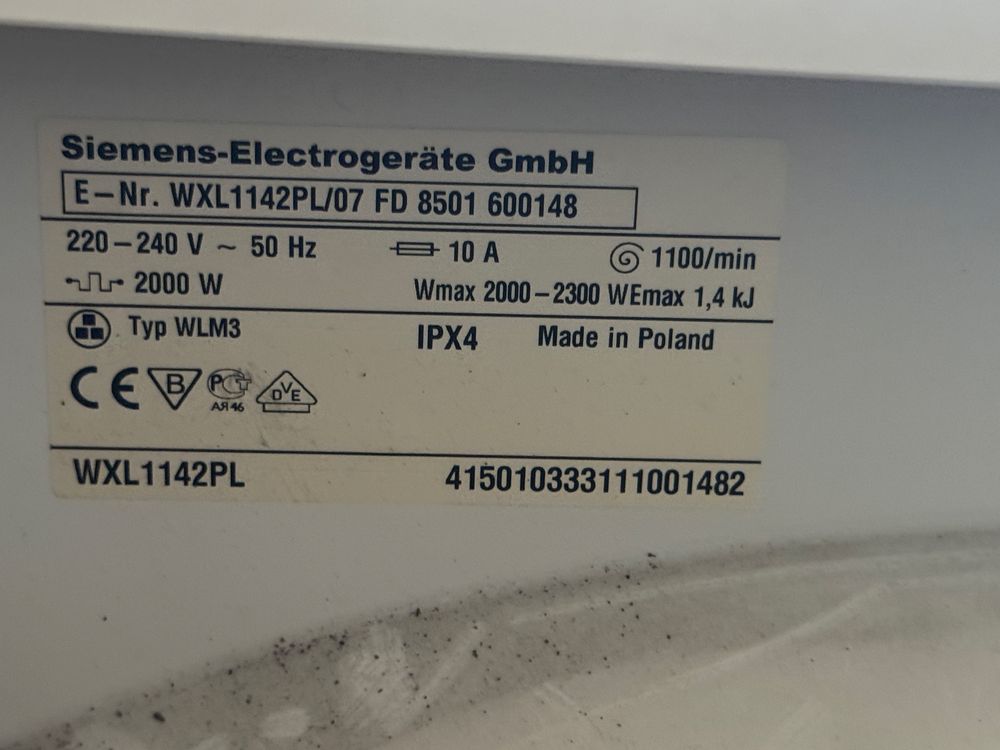 Siemens-Electrogeräte GmbH
E-Nr. WXL1142PL/07 FD 8501 600148
220-240 V ~ 50 Hz 10 A 1100/min
2000 W Wmax 2000-2300 WEmax 1,4 kJ
Typ WLM3 IPX4 Made in Poland
CE B PCT DVE
АЯ46
WXL1142PL 415010333111001482